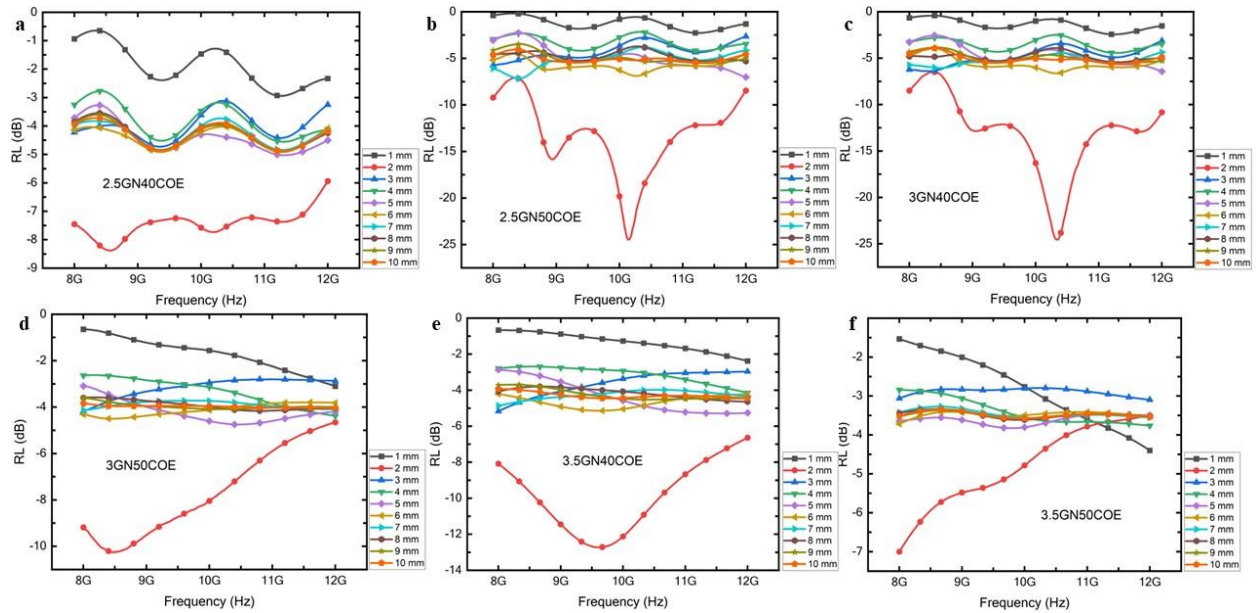 a
RL (dB)
0
-1
-2
-3
-4
-5
-6
-7
-8
-9
8G 9G 10G 11G 12G
Frequency (Hz)
2.5GN40COE
1 mm
2 mm
3 mm
4 mm
5 mm
6 mm
7 mm
8 mm
9 mm
10 mm
b
RL (dB)
0
-5
-10
-15
-20
-25
8G 9G 10G 11G 12G
Frequency (Hz)
2.5GN50COE
1 mm
2 mm
3 mm
4 mm
5 mm
6 mm
7 mm
8 mm
9 mm
10 mm
c
RL (dB)
0
-5
-10
-15
-20
-25
8G 9G 10G 11G 12G
Frequency (Hz)
3GN40COE
1 mm
2 mm
3 mm
4 mm
5 mm
6 mm
7 mm
8 mm
9 mm
10 mm
d
RL (dB)
0
-2
-4
-6
-8
-10
8G 9G 10G 11G 12G
Frequency (Hz)
3GN50COE
1 mm
2 mm
3 mm
4 mm
5 mm
6 mm
7 mm
8 mm
9 mm
10 mm
e
RL (dB)
0
-2
-4
-6
-8
-10
-12
-14
8G 9G 10G 11G 12G
Frequency (Hz)
3.5GN40COE
1 mm
2 mm
3 mm
4 mm
5 mm
6 mm
7 mm
8 mm
9 mm
10 mm
f
RL (dB)
-2
-3
-4
-5
-6
-7
8G 9G 10G 11G 12G
Frequency (Hz)
3.5GN50COE
1 mm
2 mm
3 mm
4 mm
5 mm
6 mm
7 mm
8 mm
9 mm
10 mm